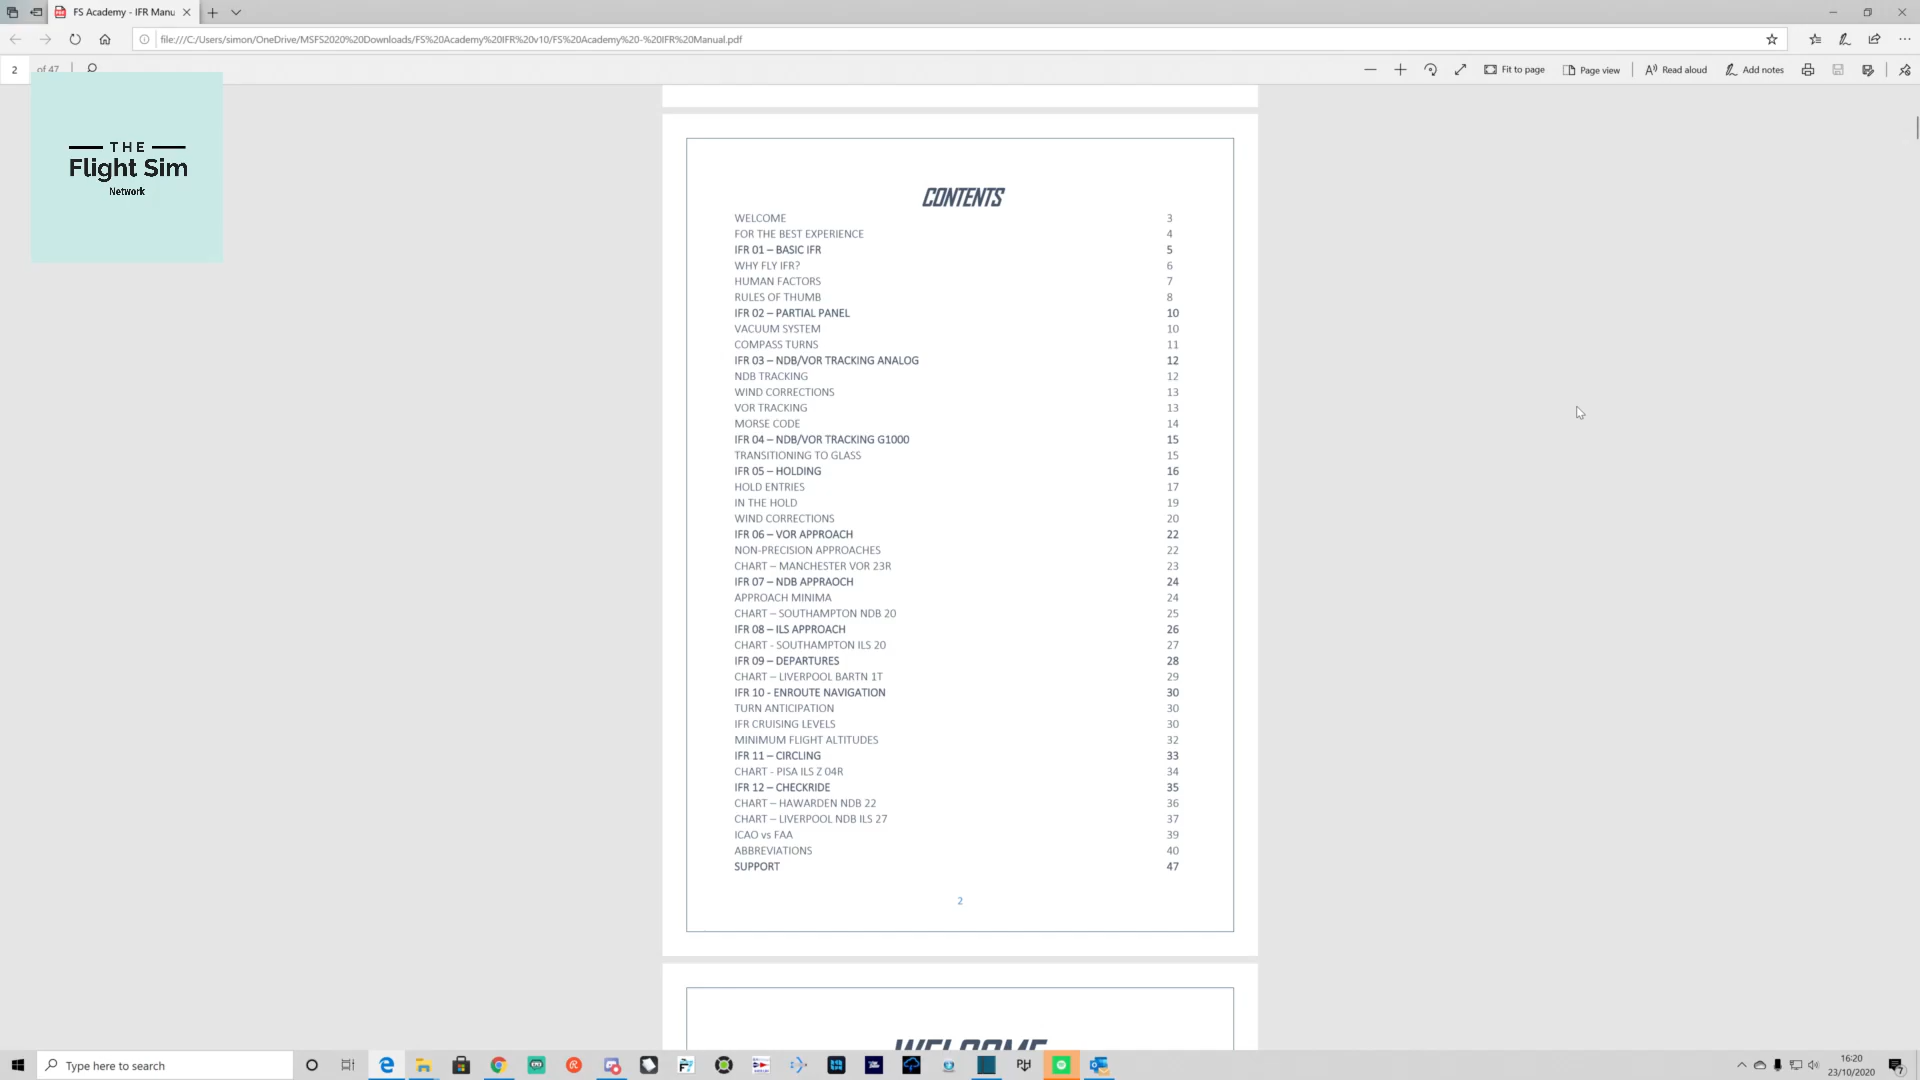 FS Academy - IFR Manu
file:///C:/Users/simon/OneDrive/MSFS2020%20Downloads/FS%20Academy%20IFR%20v10/FS%20Academy%20-%20IFR%20Manual.pdf
2 of 47
Fit to page
Page view
Read aloud
Add notes
THE
Flight Sim
Network
CONTENTS
WELCOME 3
FOR THE BEST EXPERIENCE 4
IFR 01 – BASIC IFR 5
WHY FLY IFR? 6
HUMAN FACTORS 7
RULES OF THUMB 8
IFR 02 – PARTIAL PANEL 10
VACUUM SYSTEM 10
COMPASS TURNS 11
IFR 03 – NDB/VOR TRACKING ANALOG 12
NDB TRACKING 12
WIND CORRECTIONS 13
VOR TRACKING 13
MORSE CODE 14
IFR 04 – NDB/VOR TRACKING G1000 15
TRANSITIONING TO GLASS 15
IFR 05 – HOLDING 16
HOLD ENTRIES 17
IN THE HOLD 19
WIND CORRECTIONS 20
IFR 06 – VOR APPROACH 22
NON-PRECISION APPROACHES 22
CHART – MANCHESTER VOR 23R 23
IFR 07 – NDB APPRAOCH 24
APPROACH MINIMA 24
CHART – SOUTHAMPTON NDB 20 25
IFR 08 – ILS APPROACH 26
CHART - SOUTHAMPTON ILS 20 27
IFR 09 – DEPARTURES 28
CHART – LIVERPOOL BARTN 1T 29
IFR 10 - ENROUTE NAVIGATION 30
TURN ANTICIPATION 30
IFR CRUISING LEVELS 30
MINIMUM FLIGHT ALTITUDES 32
IFR 11 – CIRCLING 33
CHART - PISA ILS Z 04R 34
IFR 12 – CHECKRIDE 35
CHART – HAWARDEN NDB 22 36
CHART – LIVERPOOL NDB ILS 27 37
ICAO vs FAA 39
ABBREVIATIONS 40
SUPPORT 47
2
WELCOME
Type here to search
16:20
23/10/2020